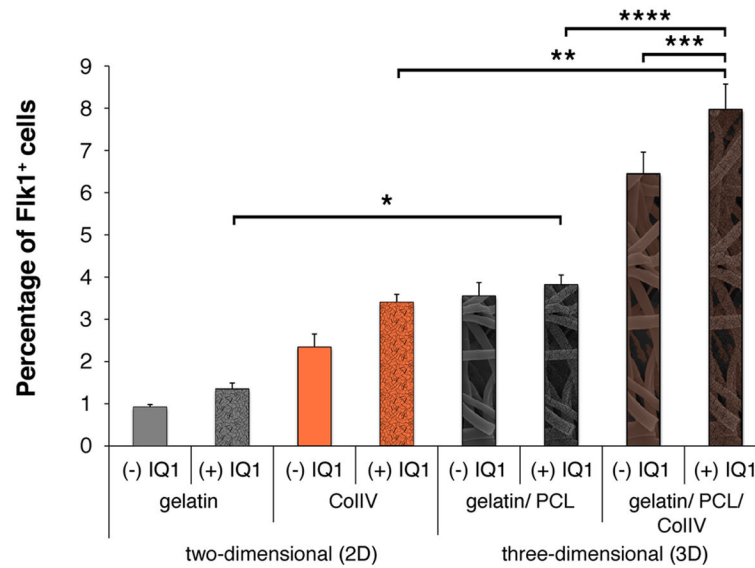 ****
***
**
*
Percentage of Flk1⁺ cells
9
8
7
6
5
4
3
2
1
0
(-) IQ1 (+) IQ1 (-) IQ1 (+) IQ1 (-) IQ1 (+) IQ1 (-) IQ1 (+) IQ1
gelatin ColIV gelatin/ PCL gelatin/ PCL/
ColIV
two-dimensional (2D) three-dimensional (3D)